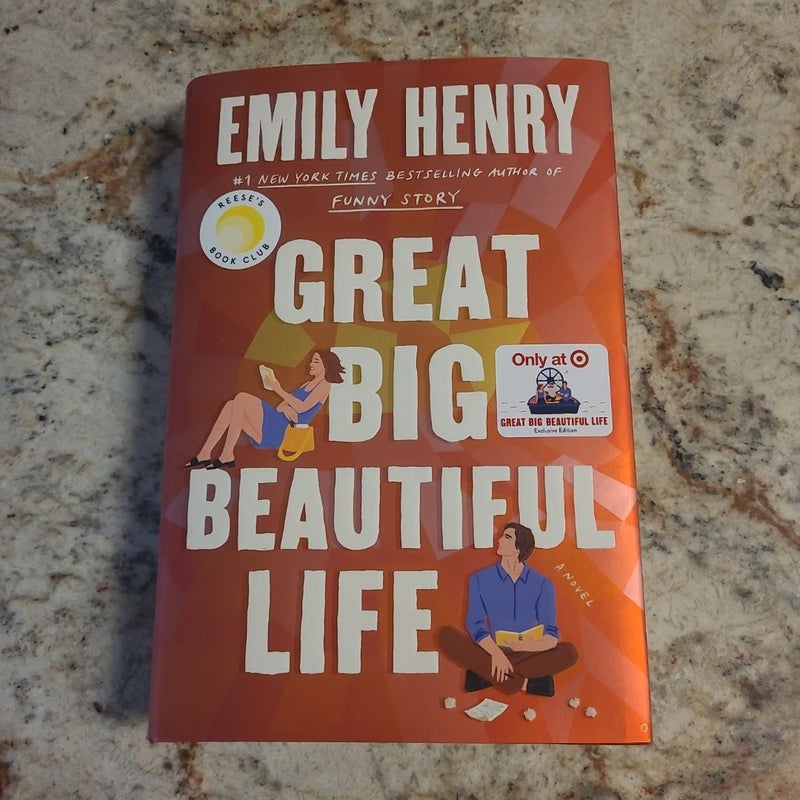 EMILY HENRY
#1 NEW YORK TIMES BESTSELLING AUTHOR OF
FUNNY STORY
REESE'S
BOOK CLUB
GREAT
BIG
Only at
GREAT BIG BEAUTIFUL LIFE
Exclusive Edition
BEAUTIFUL
LIFE
A NOVEL